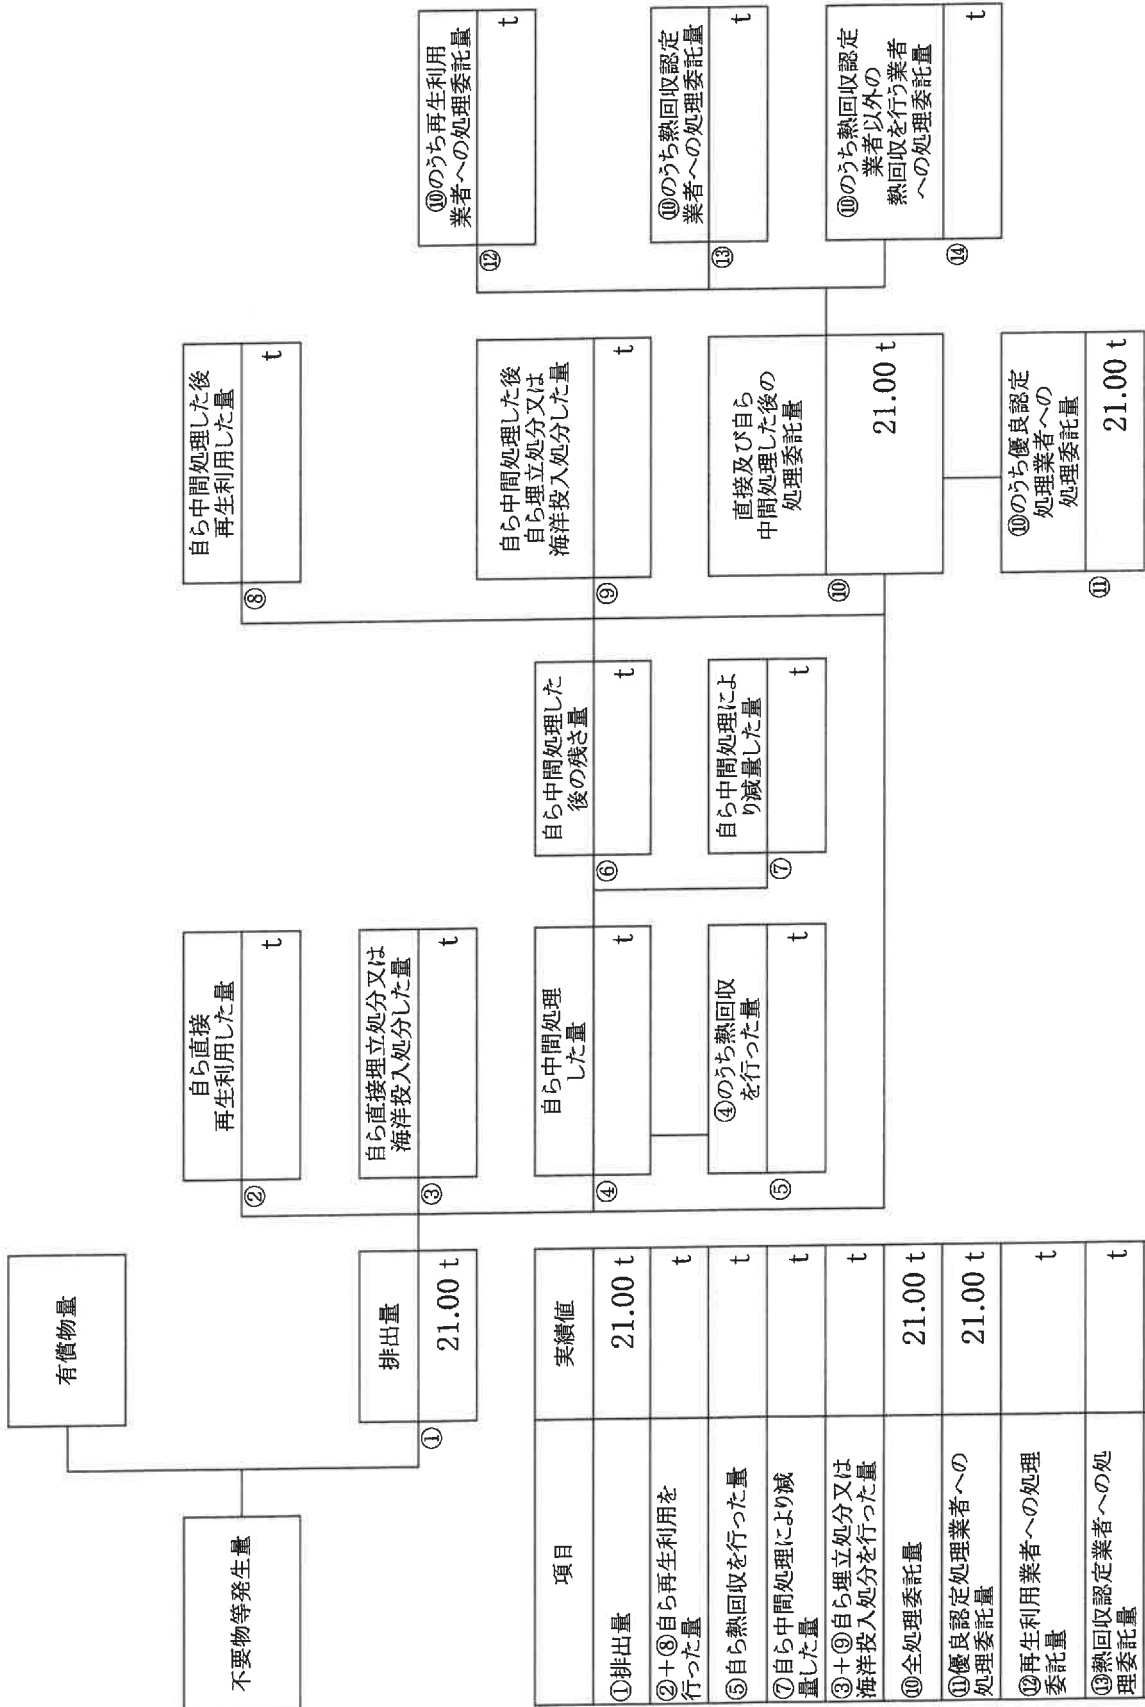 不要物等発生量
有償物量
排出量
①
21.00 t
自ら直接
再生利用した量
②
t
自ら直接埋立処分又は
海洋投入処分した量
③
t
自ら中間処理
した量
④
t
④のうち熱回収
を行った量
⑤
t
自ら中間処理した
後の残さ量
⑥
t
自ら中間処理によ
り減量した量
⑦
t
自ら中間処理した後
再生利用した量
⑧
t
自ら中間処理した後
自ら埋立処分又は
海洋投入処分した量
⑨
t
直接及び自ら
中間処理した後の
処理委託量
⑩
21.00 t
⑩のうち優良認定
処理業者への
処理委託量
⑪
21.00 t
⑩のうち再生利用
業者への処理委託量
⑫
t
⑩のうち熱回収認定
業者への処理委託量
⑬
t
⑩のうち熱回収認定
業者以外の
熱回収を行う業者
への処理委託量
⑭
t
項目 実績値
①排出量 21.00 t
②+⑧自ら再生利用を
行った量
t
⑤自ら熱回収を行った量 t
⑦自ら中間処理により減
量した量
t
③+⑨自ら埋立処分又は
海洋投入処分を行った量
t
⑩全処理委託量 21.00 t
⑪優良認定処理業者への
処理委託量
21.00 t
⑫再生利用業者への処理
委託量
t
⑬熱回収認定業者への処
理委託量
t